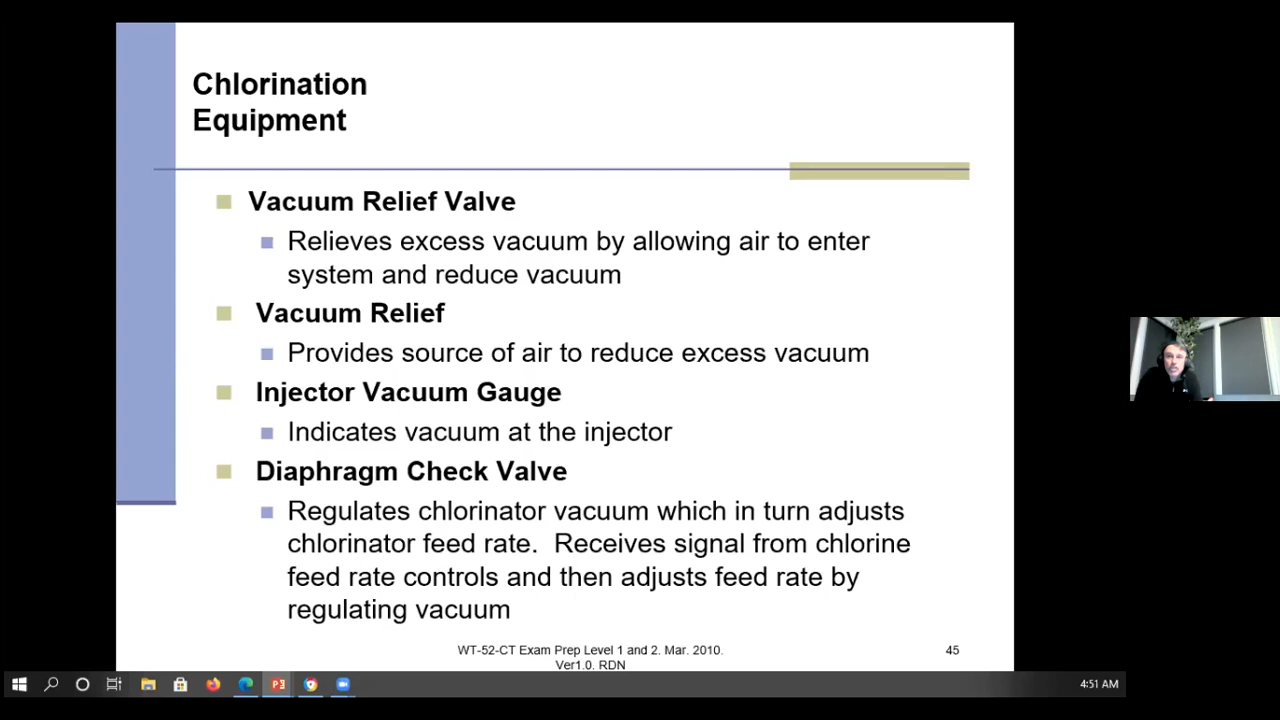 Chlorination
Equipment
Vacuum Relief Valve
Relieves excess vacuum by allowing air to enter
system and reduce vacuum
Vacuum Relief
Provides source of air to reduce excess vacuum
Injector Vacuum Gauge
Indicates vacuum at the injector
Diaphragm Check Valve
Regulates chlorinator vacuum which in turn adjusts
chlorinator feed rate.  Receives signal from chlorine
feed rate controls and then adjusts feed rate by
regulating vacuum
WT-52-CT Exam Prep Level 1 and 2. Mar. 2010.
Ver1.0. RDN
45
4:51 AM